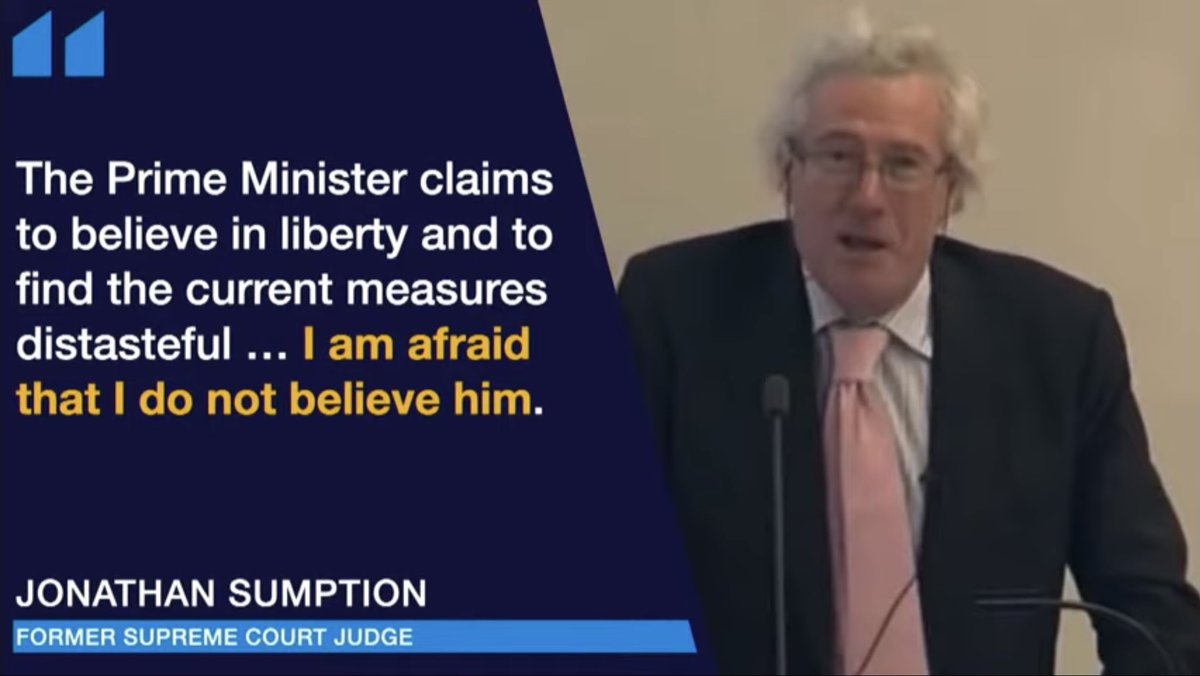 The Prime Minister claims
to believe in liberty and to
find the current measures
distasteful ... I am afraid
that I do not believe him.
JONATHAN SUMPTION
FORMER SUPREME COURT JUDGE